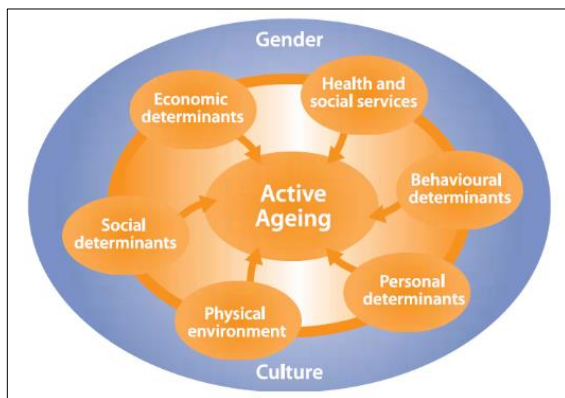 Gender
Economic
determinants
Health and
social services
Active
Ageing
Behavioural
determinants
Social
determinants
Personal
determinants
Physical
environment
Culture